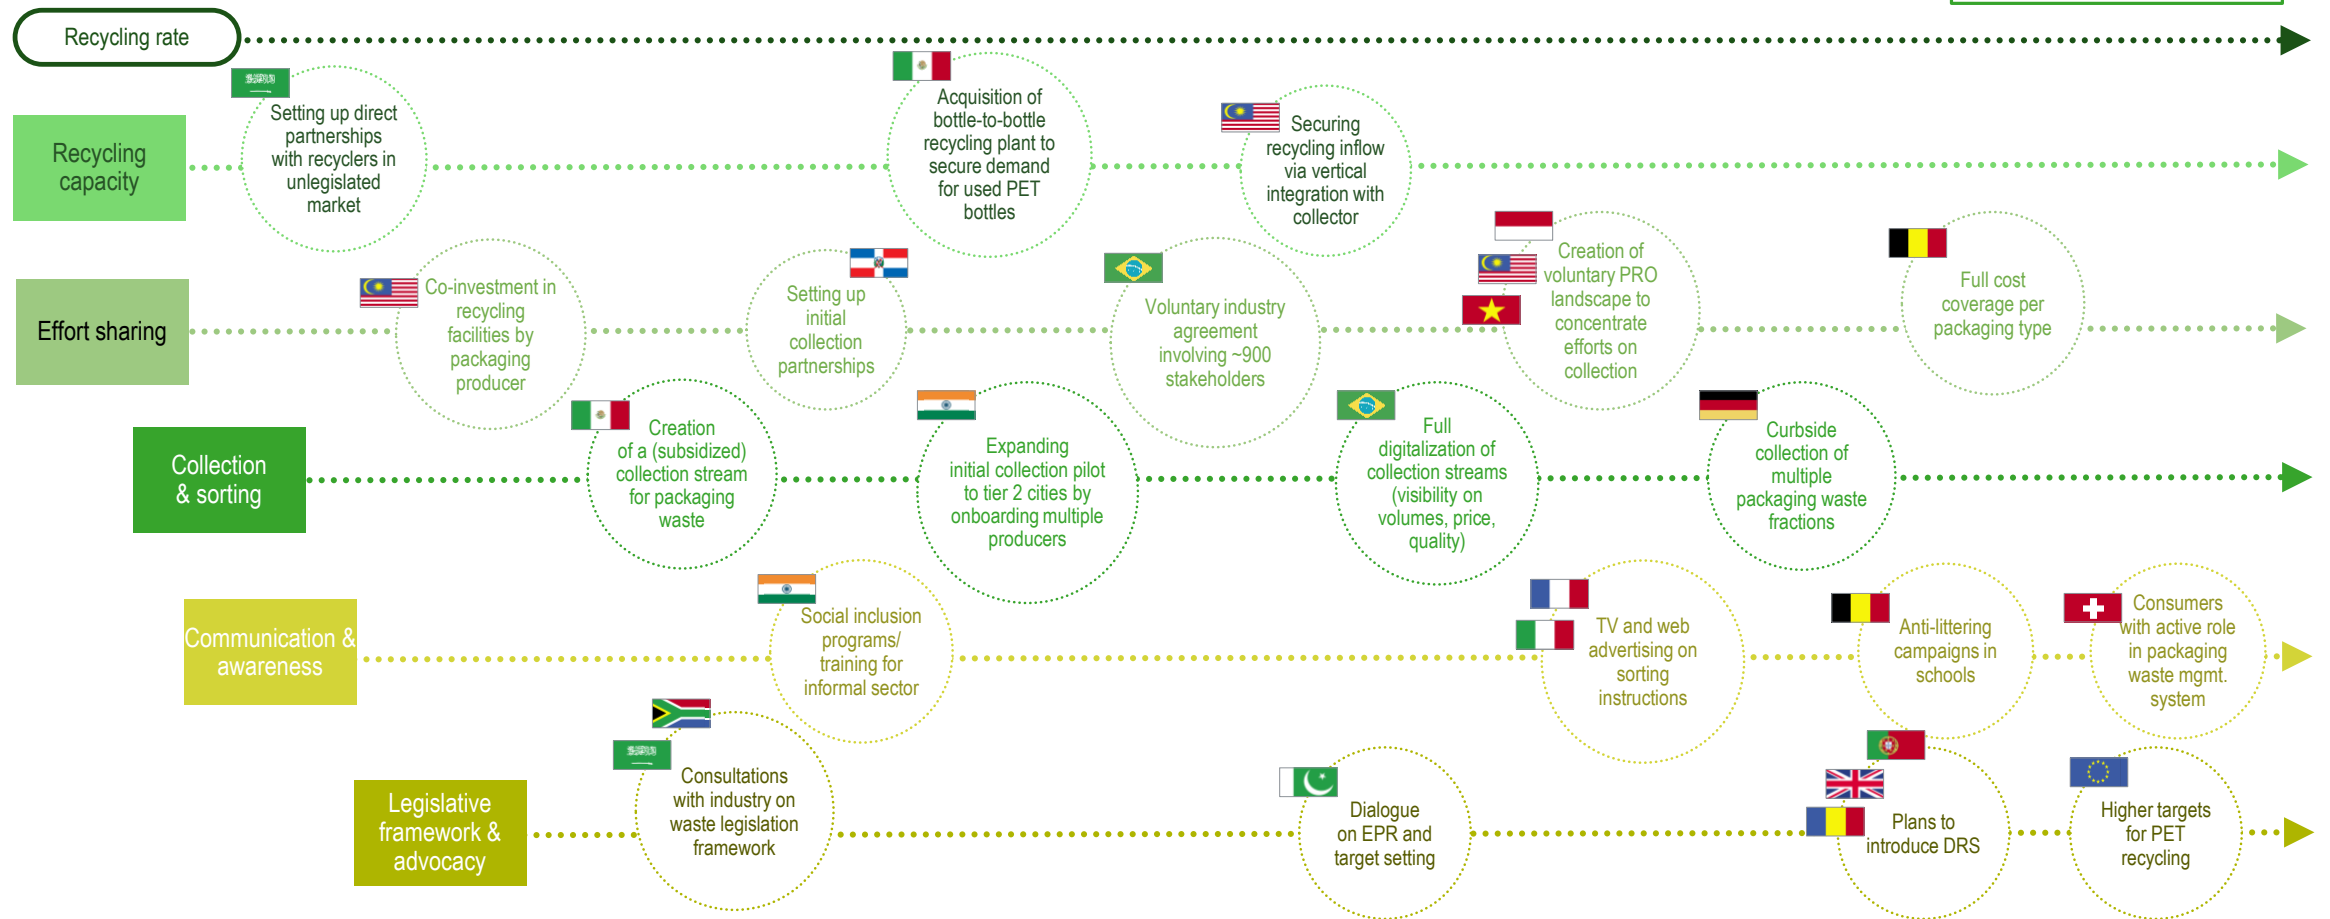 Recycling rate
Setting up direct
partnerships
with recyclers in
unlegislated
market
Acquisition of
bottle-to-bottle
recycling plant to
secure demand
for used PET
bottles
Securing
recycling inflow
via vertical
integration with
collector
Recycling
capacity
Co-investment in
recycling
facilities by
packaging
producer
Setting up
initial
collection
partnerships
Voluntary industry
agreement
involving ~900
stakeholders
Creation of
voluntary PRO
landscape to
concentrate
efforts on
collection
Full cost
coverage per
packaging type
Effort sharing
Creation
of a (subsidized)
collection stream
for packaging
waste
Expanding
initial collection pilot
to tier 2 cities by
onboarding multiple
producers
Full
digitalization of
collection streams
(visibility on
volumes, price,
quality)
Curbside
collection of
multiple
packaging waste
fractions
Collection
& sorting
Social inclusion
programs/
training for
informal sector
TV and web
advertising on
sorting
instructions
Anti-littering
campaigns in
schools
Consumers
with active role
in packaging
waste mgmt.
system
Communication &
awareness
Consultations
with industry on
waste legislation
framework
Dialogue
on EPR and
target setting
Plans to
introduce DRS
Higher targets
for PET
recycling
Legislative
framework &
advocacy